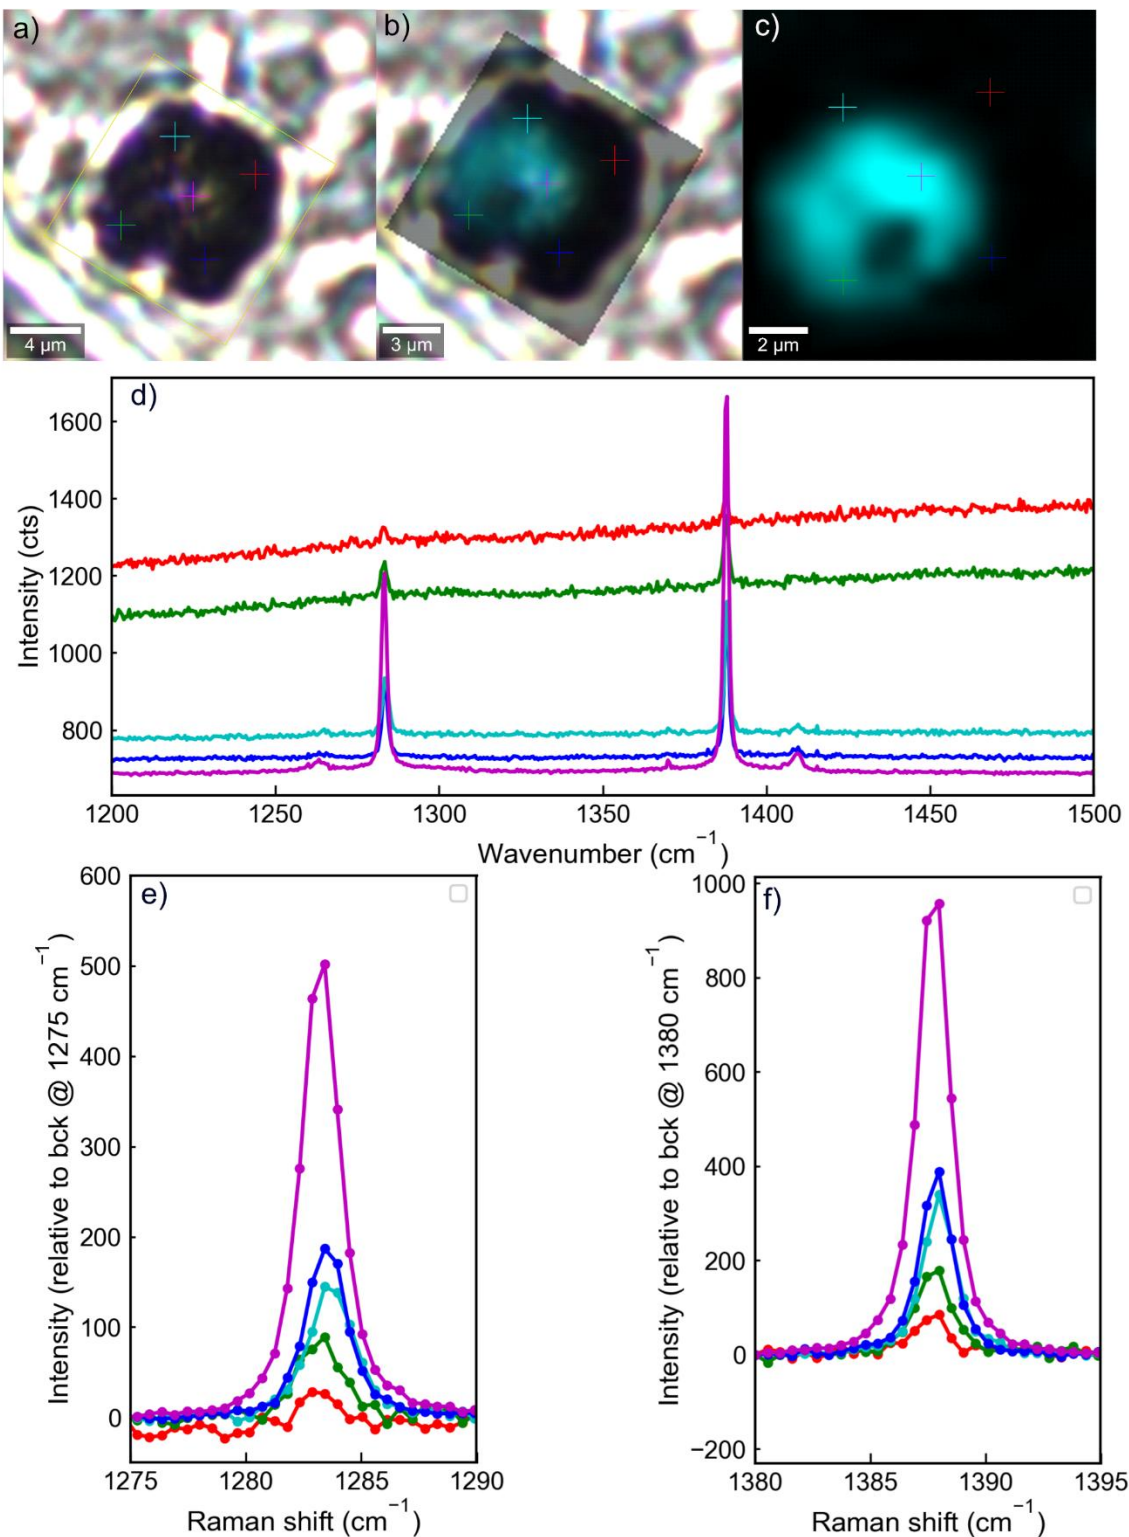 a)
b)
c)
4 µm
3 µm
2 µm
d)
Intensity (cts)
1600
1400
1200
1000
800
1200 1250 1300 1350 1400 1450 1500
Wavenumber (cm⁻¹)
e)
Intensity (relative to bck @ 1275 cm⁻¹)
600
500
400
300
200
100
0
1275 1280 1285 1290
Raman shift (cm⁻¹)
f)
Intensity (relative to bck @ 1380 cm⁻¹)
1000
800
600
400
200
0
−200
1380 1385 1390 1395
Raman shift (cm⁻¹)